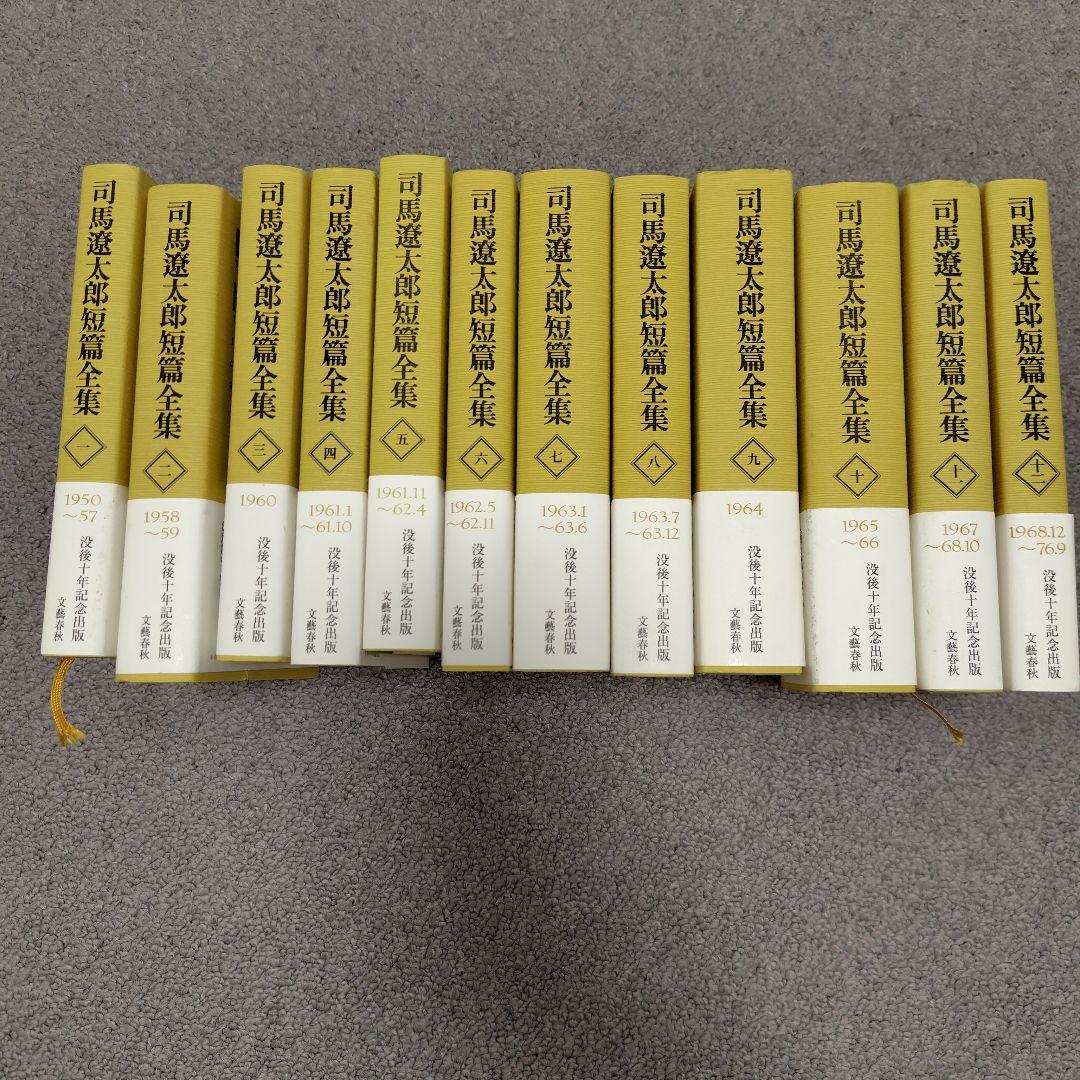 司馬遼太郎短篇全集
一
1950
～57
没後十年記念出版
文藝春秋
司馬遼太郎短篇全集
二
1958
～59
没後十年記念出版
文藝春秋
司馬遼太郎短篇全集
三
1960
没後十年記念出版
文藝春秋
司馬遼太郎短篇全集
四
1961.1
～61.10
没後十年記念出版
文藝春秋
司馬遼太郎短篇全集
五
1961.11
～62.4
没後十年記念出版
文藝春秋
司馬遼太郎短篇全集
六
1962.5
～62.11
没後十年記念出版
文藝春秋
司馬遼太郎短篇全集
七
1963.1
～63.6
没後十年記念出版
文藝春秋
司馬遼太郎短篇全集
八
1963.7
～63.12
没後十年記念出版
文藝春秋
司馬遼太郎短篇全集
九
1964
没後十年記念出版
文藝春秋
司馬遼太郎短篇全集
十
1965
～66
没後十年記念出版
文藝春秋
司馬遼太郎短篇全集
十一
1967
～68.10
没後十年記念出版
文藝春秋
司馬遼太郎短篇全集
十二
1968.12
～76.9
没後十年記念出版
文藝春秋